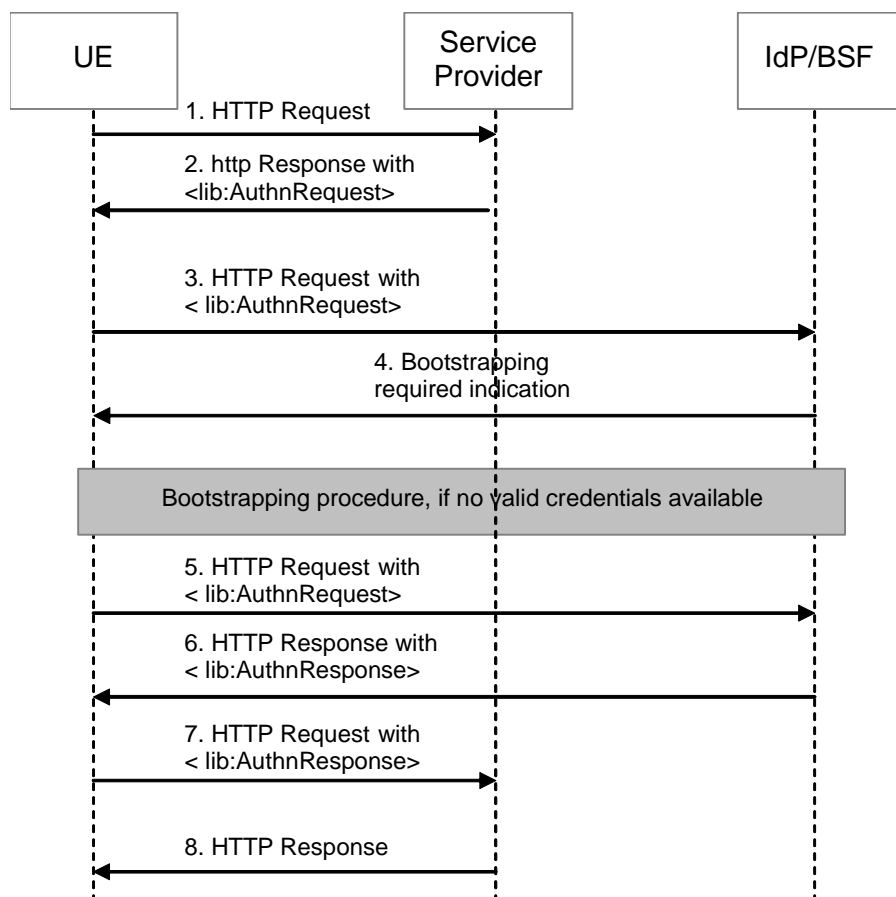 UE
Service
Provider
IdP/BSF
1. HTTP Request
2. http Response with
<lib:AuthnRequest>
3. HTTP Request with
< lib:AuthnRequest>
4. Bootstrapping
required indication
Bootstrapping procedure, if no valid credentials available
5. HTTP Request with
< lib:AuthnRequest>
6. HTTP Response with
< lib:AuthnResponse>
7. HTTP Request with
< lib:AuthnResponse>
8. HTTP Response